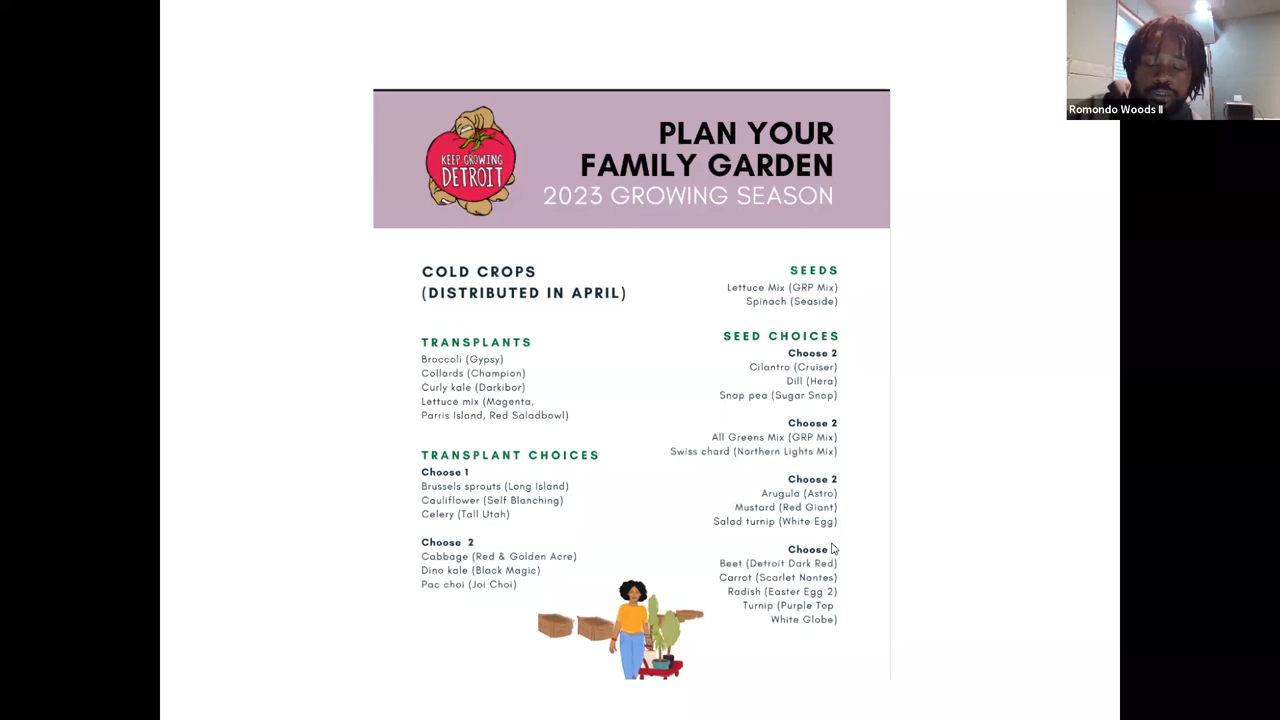 Romondo Woods II
KEEP GROWING
DETROIT
PLAN YOUR
FAMILY GARDEN
2023 GROWING SEASON
COLD CROPS
(DISTRIBUTED IN APRIL)
TRANSPLANTS
Broccoli (Gypsy)
Collards (Champion)
Curly kale (Darkibor)
Lettuce mix (Magenta,
Parris Island, Red Saladbowl)
TRANSPLANT CHOICES
Choose 1
Brussels sprouts (Long Island)
Cauliflower (Self Blanching)
Celery (Tall Utah)
Choose 2
Cabbage (Red & Golden Acre)
Dino kale (Black Magic)
Pac choi (Joi Choi)
SEEDS
Lettuce Mix (GRP Mix)
Spinach (Seaside)
SEED CHOICES
Choose 2
Cilantro (Cruiser)
Dill (Hera)
Snap pea (Sugar Snap)
Choose 2
All Greens Mix (GRP Mix)
Swiss chard (Northern Lights Mix)
Choose 2
Arugula (Astro)
Mustard (Red Giant)
Salad turnip (White Egg)
Choose
Beet (Detroit Dark Red)
Carrot (Scarlet Nantes)
Radish (Easter Egg 2)
Turnip (Purple Top
White Globe)